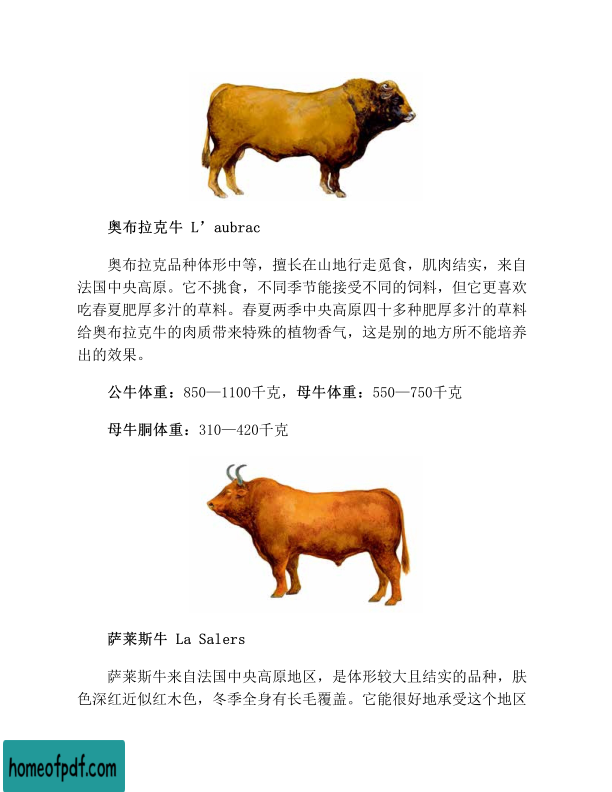 奥布拉克牛 L’aubrac
奥布拉克品种体形中等，擅长在山地行走觅食，肌肉结实，来自
法国中央高原。它不挑食，不同季节能接受不同的饲料，但它更喜欢
吃春夏肥厚多汁的草料。春夏两季中央高原四十多种肥厚多汁的草料
给奥布拉克牛的肉质带来特殊的植物香气，这是别的地方所不能培养
出的效果。
公牛体重：850—1100千克，母牛体重：550—750千克
母牛胴体重：310—420千克
萨莱斯牛 La Salers
萨莱斯牛来自法国中央高原地区，是体形较大且结实的品种，肤
色深红近似红木色，冬季全身有长毛覆盖。它能很好地承受这个地区
homeofpdf.com